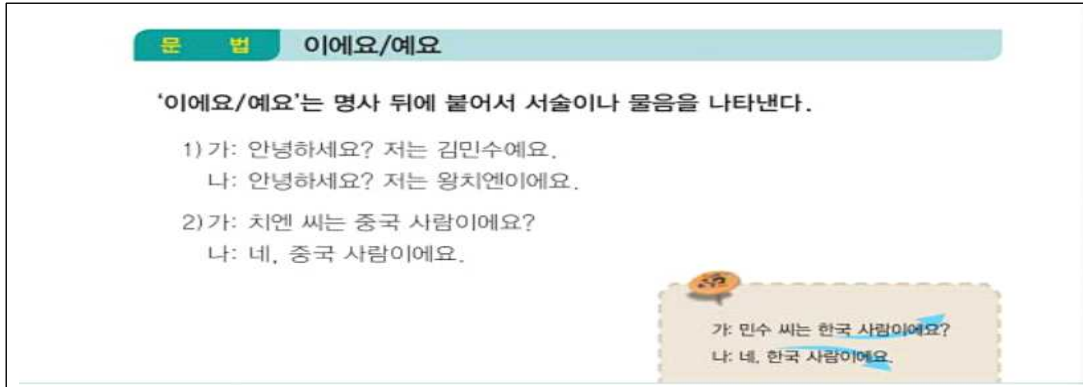 문 법 이에요/예요
‘이에요/예요’는 명사 뒤에 붙어서 서술이나 물음을 나타낸다.
1) 가: 안녕하세요? 저는 김민수예요.
나: 안녕하세요? 저는 왕치엔이에요.
2) 가: 치엔 씨는 중국 사람이에요?
나: 네, 중국 사람이에요.
가: 민수 씨는 한국 사람이에요?
나: 네, 한국 사람이에요.